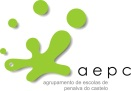 aepc
agrupamento de escolas de
penalva do castelo